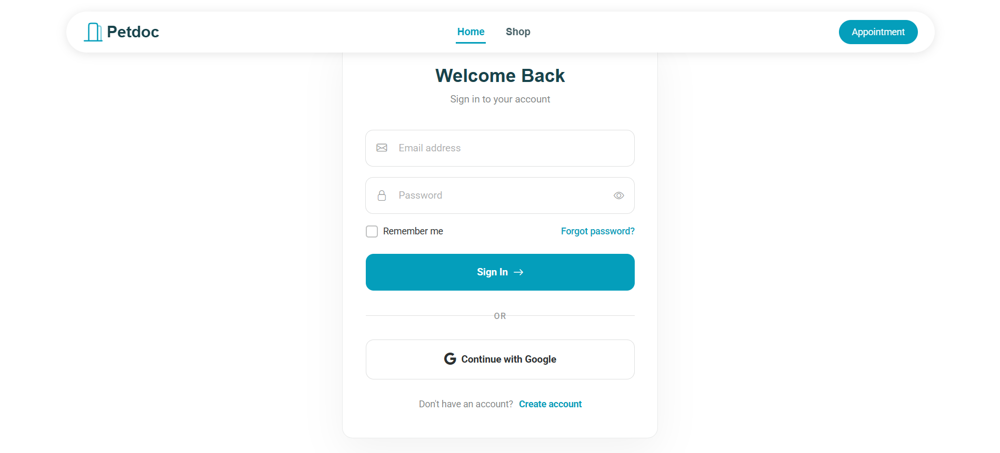 Petdoc
Home
Shop
Appointment
Welcome Back
Sign in to your account
Email address
Password
Remember me
Forgot password?
Sign In
OR
Continue with Google
Don't have an account? Create account